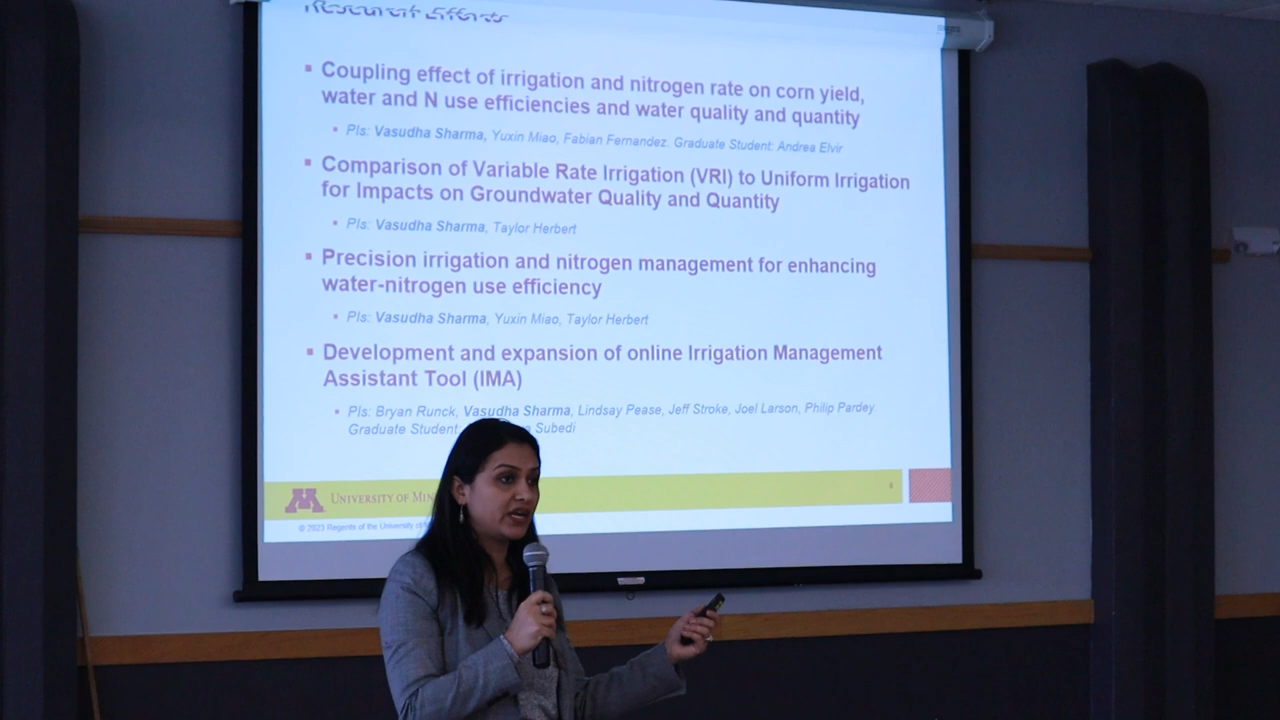 Coupling effect of irrigation and nitrogen rate on corn yield,
water and N use efficiencies and water quality and quantity
PIs: Vasudha Sharma, Yuxin Miao, Fabian Fernandez. Graduate Student: Andrea Elvir
Comparison of Variable Rate Irrigation (VRI) to Uniform Irrigation
for Impacts on Groundwater Quality and Quantity
PIs: Vasudha Sharma, Taylor Herbert
Precision irrigation and nitrogen management for enhancing
water-nitrogen use efficiency
PIs: Vasudha Sharma, Yuxin Miao, Taylor Herbert
Development and expansion of online Irrigation Management
Assistant Tool (IMA)
PIs: Bryan Runck, Vasudha Sharma, Lindsay Pease, Jeff Stroke, Joel Larson, Philip Pardey
Graduate Student: Subedi
8
M UNIVERSITY OF
© 2023 Regents of the University of